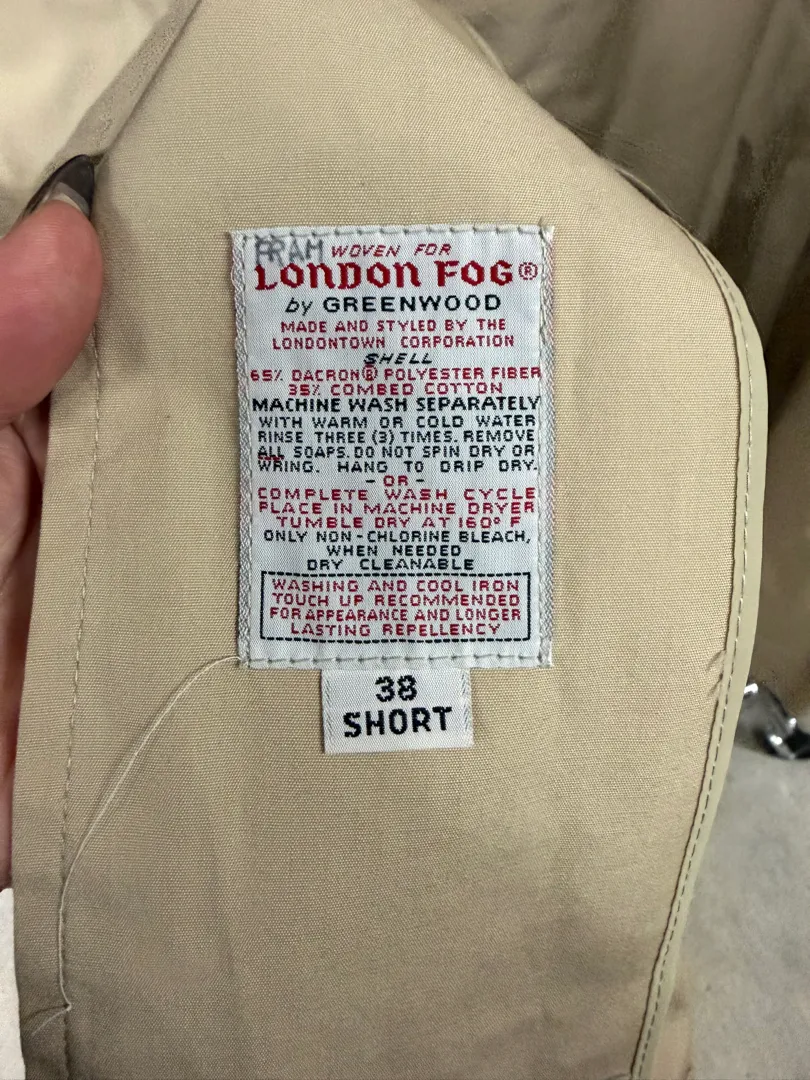 FRAH WOVEN FOR
LONDON FOG®
by GREENWOOD
MADE AND STYLED BY THE
LONDONTOWN CORPORATION
SHELL
65% DACRON® POLYESTER FIBER
35% COMBED COTTON
MACHINE WASH SEPARATELY
WITH WARM OR COLD WATER
RINSE THREE (3) TIMES. REMOVE
ALL SOAPS. DO NOT SPIN DRY OR
WRING. HANG TO DRIP DRY.
- OR -
COMPLETE WASH CYCLE
PLACE IN MACHINE DRYER
TUMBLE DRY AT 160° F
ONLY NON-CHLORINE BLEACH,
WHEN NEEDED
DRY CLEANABLE
WASHING AND COOL IRON
TOUCH UP RECOMMENDED
FOR APPEARANCE AND LONGER
LASTING REPELLENCY
38
SHORT